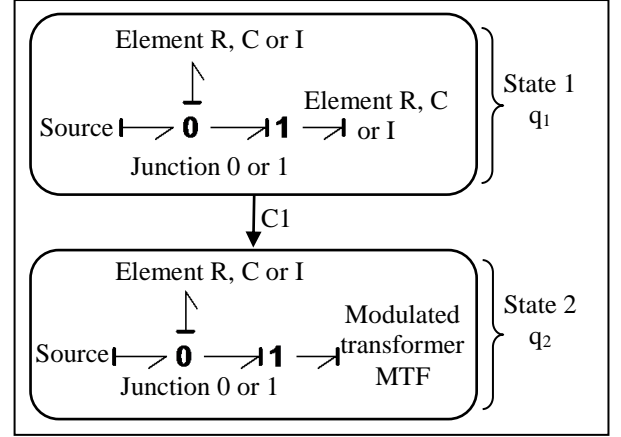 Element R, C or I
State 1
q1
Element R, C
or I
Source 0 1
Junction 0 or 1
C1
Element R, C or I
State 2
q2
Modulated
transformer
MTF
Source 0 1
Junction 0 or 1